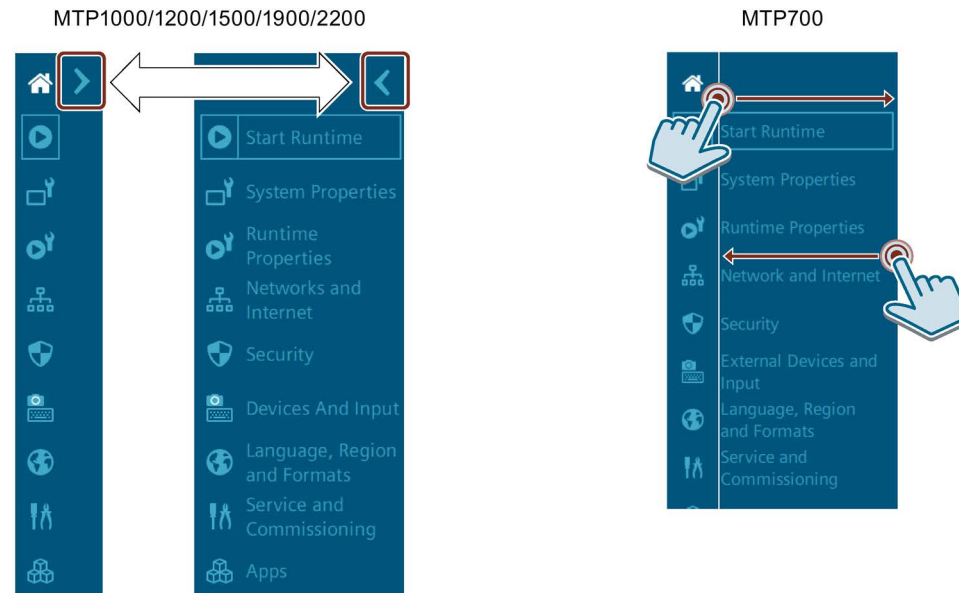 MTP1000/1200/1500/1900/2200
Start Runtime
System Properties
Runtime
Properties
Networks and
Internet
Security
Devices And Input
Language, Region
and Formats
Service and
Commissioning
Apps
MTP700
Start Runtime
System Properties
Runtime Properties
Network and Internet
Security
External Devices and
Input
Language, Region
and Formats
Service and
Commissioning